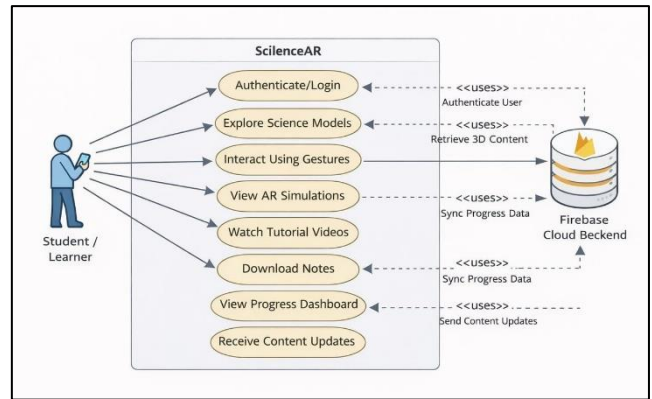 ScilenceAR
Authenticate/Login
<<uses>>
Authenticate User
Explore Science Models
<<uses>>
Retrieve 3D Content
Interact Using Gestures
View AR Simulations
<<uses>>
Sync Progress Data
Student /
Learner
Firebase
Cloud Beckend
Watch Tutorial Videos
Download Notes
<<uses>>
Sync Progress Data
View Progress Dashboard
<<uses>>
Send Content Updates
Receive Content Updates